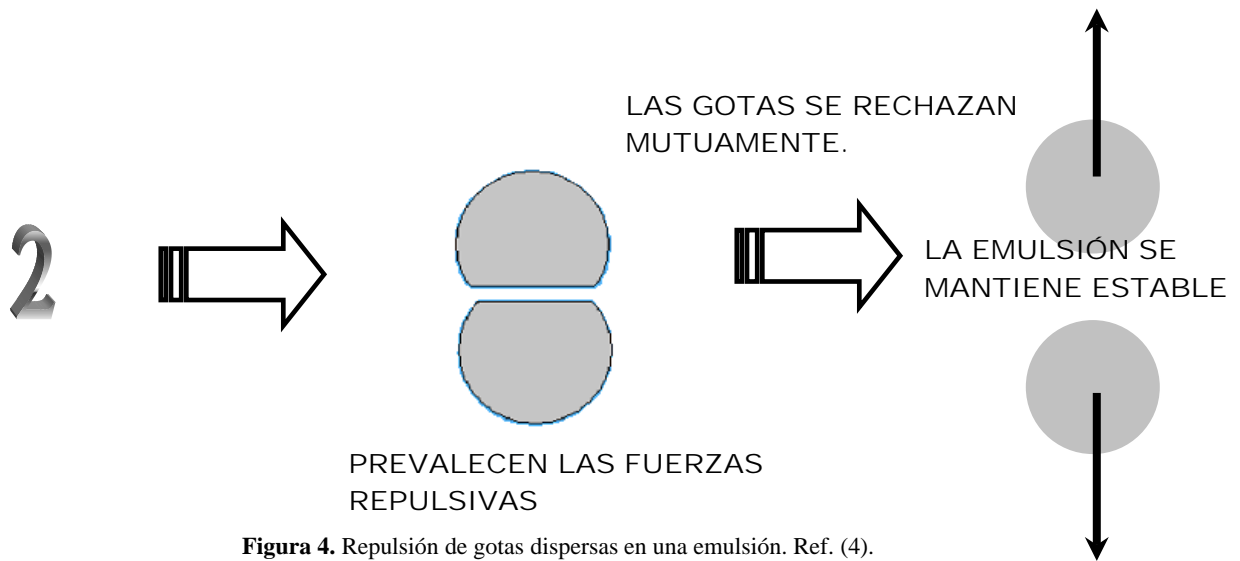 2
PREVALECEN LAS FUERZAS
REPULSIVAS
LAS GOTAS SE RECHAZAN
MUTUAMENTE.
LA EMULSIÓN SE
MANTIENE ESTABLE
Figura 4. Repulsión de gotas dispersas en una emulsión. Ref. (4).